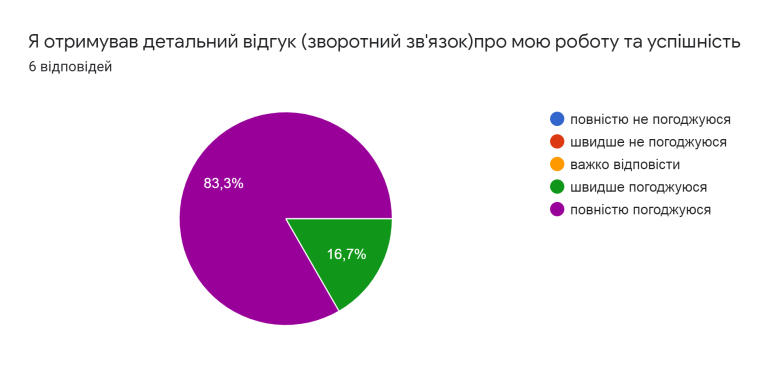 Я отримував детальний відгук (зворотний зв'язок)про мою роботу та успішність
6 відповідей
повністю не погоджуюся
швидше не погоджуюся
важко відповісти
швидше погоджуюся
повністю погоджуюся
83,3%
16,7%